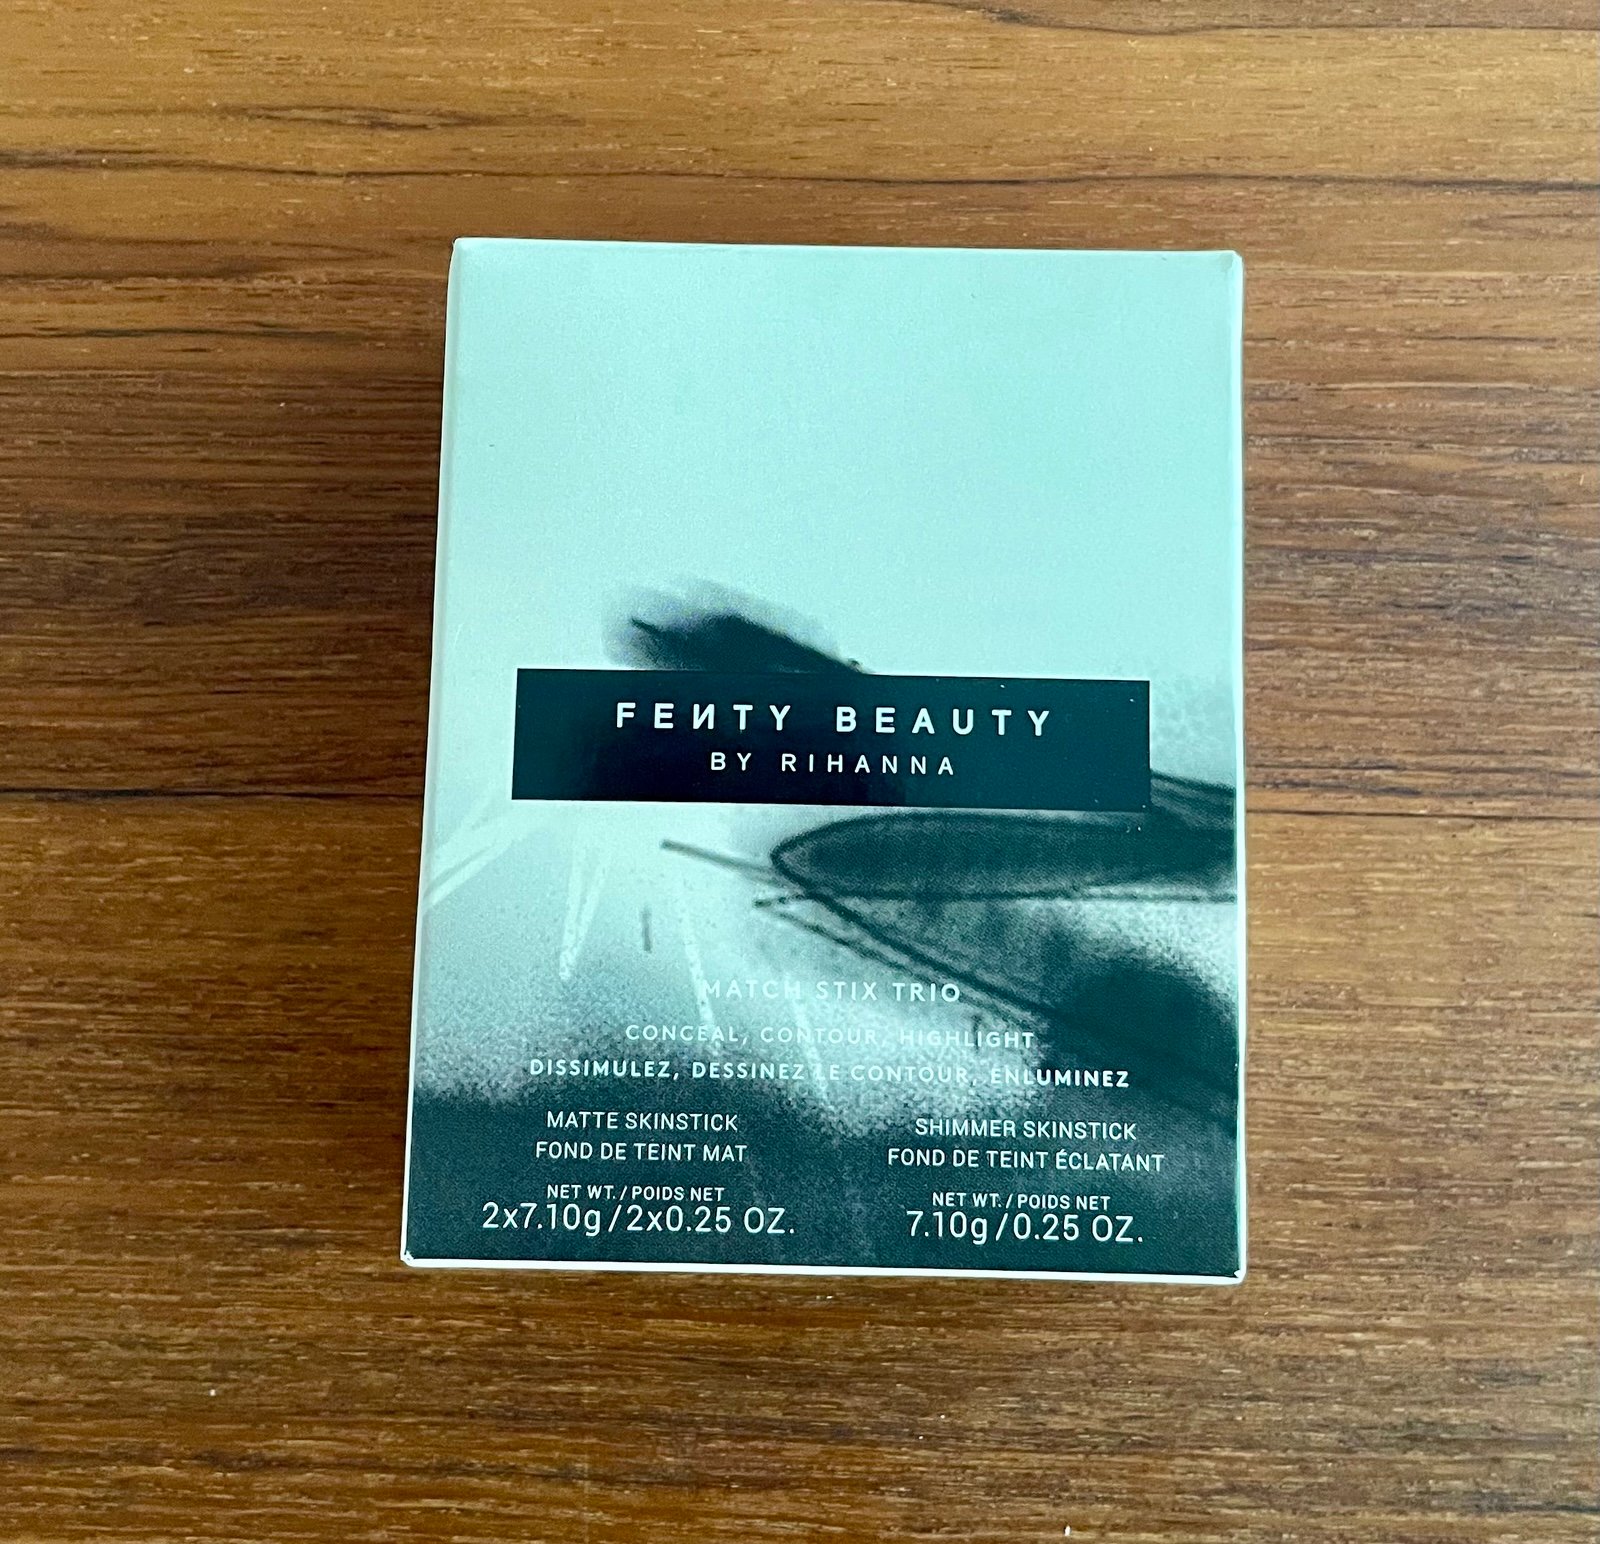 FEИTY BEAUTY
BY RIHANNA
MATCH STIX TRIO
CONCEAL, CONTOUR, HIGHLIGHT
DISSIMULEZ, DESSINEZ LE CONTOUR, ENLUMINEZ
MATTE SKINSTICK
FOND DE TEINT MAT
NET WT. / POIDS NET
2x7.10g/2x0.25 OZ.
SHIMMER SKINSTICK
FOND DE TEINT ÉCLATANT
NET WT. / POIDS NET
7.10g/0.25 OZ.